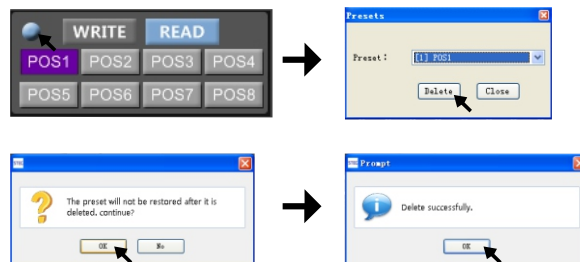 WRITE READ
POS1 POS2 POS3 POS4
POS5 POS6 POS7 POS8
Presets
Preset:
[1] POS1
Delete Close
The preset will not be restored after it is
deleted, continue?
OK No
Prompt
Delete successfully.
OK